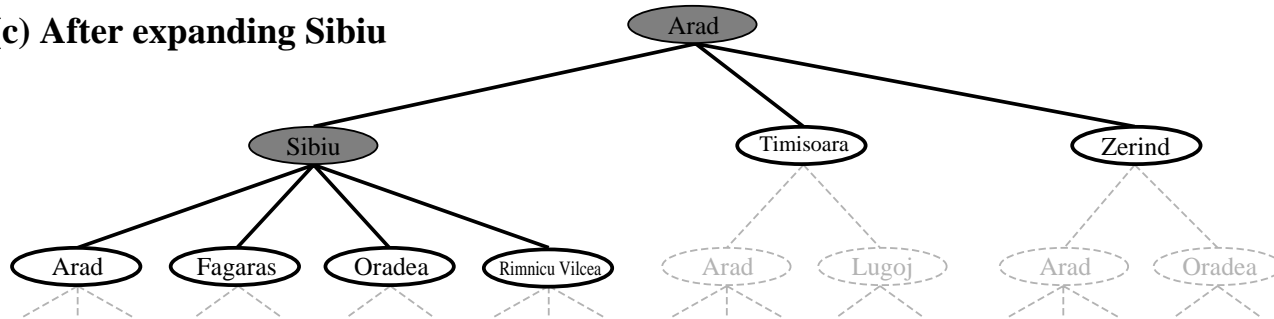 c) After expanding Sibiu
Arad
Sibiu
Timisoara
Zerind
Arad
Fagaras
Oradea
Rimnicu Vilcea
Arad
Lugoj
Arad
Oradea